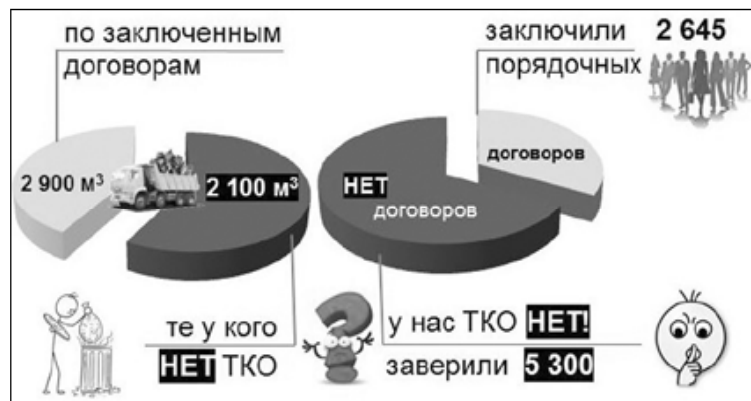 по заключенным
договорам
заключили 2 645
порядочных
2 900 м³
2 100 м³
НЕТ
договоров
договоров
те у кого
НЕТ ТКО
у нас ТКО НЕТ!
заверили 5 300